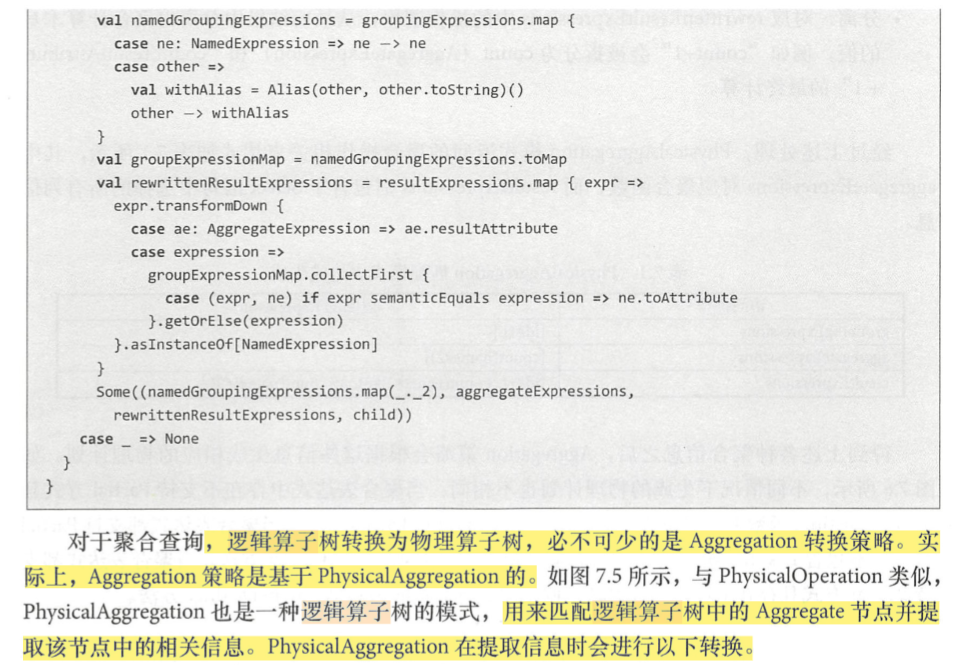 val namedGroupingExpressions = groupingExpressions.map {
case ne: NamedExpression => ne —> ne
case other =>
val withAlias = Alias(other, other.toString)()
other —> withAlias
}
val groupExpressionMap = namedGroupingExpressions.toMap
val rewrittenResultExpressions = resultExpressions.map { expr =>
expr.transformDown {
case ae: AggregateExpression => ae.resultAttribute
case expression =>
groupExpressionMap.collectFirst {
case (expr, ne) if expr semanticEquals expression => ne.toAttribute
}.getOrElse(expression)
}.asInstanceOf[NamedExpression]
}
Some((namedGroupingExpressions.map(_._2), aggregateExpressions,
rewrittenResultExpressions, child))
case _ => None
}
}
对于聚合查询，逻辑算子树转换为物理算子树，必不可少的是 Aggregation 转换策略。实
际上，Aggregation 策略是基于 PhysicalAggregation 的。如图 7.5 所示，与 PhysicalOperation 类似，
PhysicalAggregation 也是一种逻辑算子树的模式，用来匹配逻辑算子树中的 Aggregate 节点并提
取该节点中的相关信息。PhysicalAggregation 在提取信息时会进行以下转换。